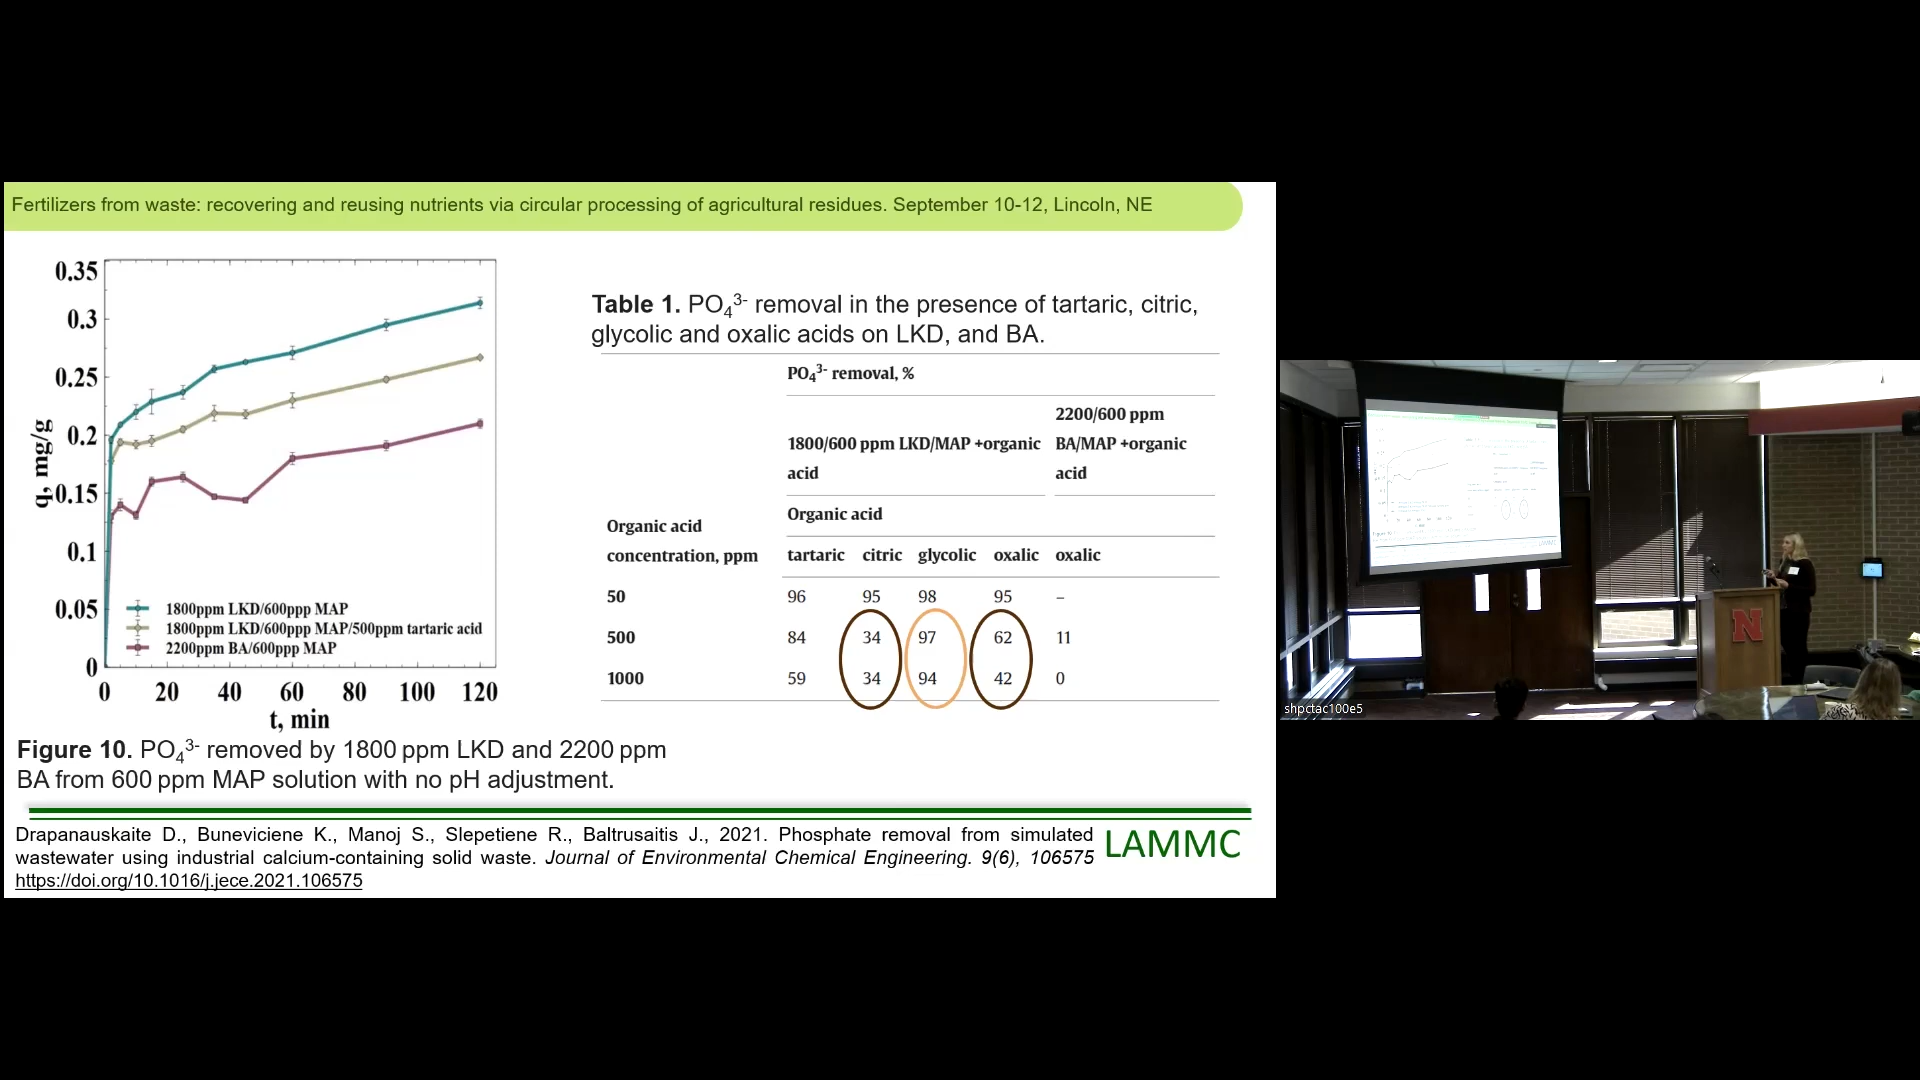 Fertilizers from waste: recovering and reusing nutrients via circular processing of agricultural residues. September 10-12, Lincoln, NE
0.35
0.3
0.25
0.2
0.15
0.1
0.05
0
q, mg/g
1800ppm LKD/600ppp MAP
1800ppm LKD/600ppp MAP/500ppm tartaric acid
2200ppm BA/600ppp MAP
0 20 40 60 80 100 120
t, min
Figure 10. PO₄³⁻ removed by 1800 ppm LKD and 2200 ppm
BA from 600 ppm MAP solution with no pH adjustment.
Table 1. PO₄³⁻ removal in the presence of tartaric, citric,
glycolic and oxalic acids on LKD, and BA.
PO₄³⁻ removal, %
2200/600 ppm
1800/600 ppm LKD/MAP +organic BA/MAP +organic
acid acid
Organic acid
Organic acid
concentration, ppm tartaric citric glycolic oxalic oxalic
50 96 95 98 95 –
500 84 34 97 62 11
1000 59 34 94 42 0
Drapanauskaite D., Buneviciene K., Manoj S., Slepetiene R., Baltrusaitis J., 2021. Phosphate removal from simulated
wastewater using industrial calcium-containing solid waste. Journal of Environmental Chemical Engineering. 9(6), 106575
https://doi.org/10.1016/j.jece.2021.106575
LAMMC
N
shpctac100e5